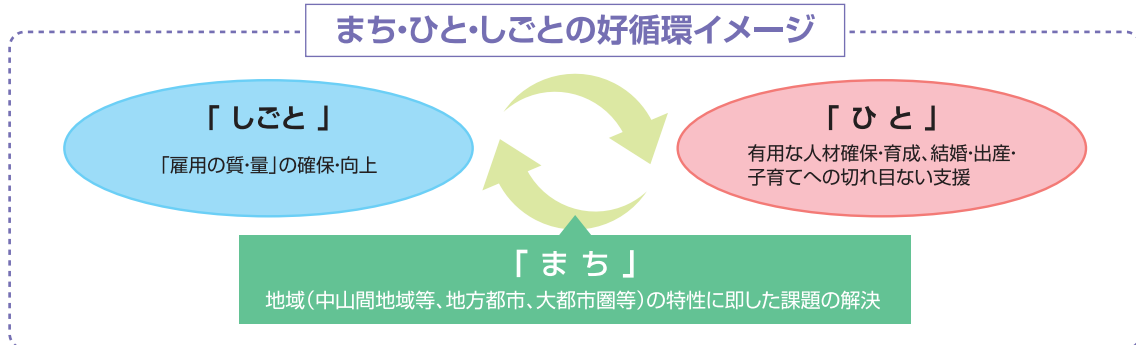 まち・ひと・しごとの好循環イメージ
「 しごと 」
「雇用の質・量」の確保・向上
「 ひ と 」
有用な人材確保・育成、結婚・出産・
子育てへの切れ目ない支援
「 ま ち 」
地域（中山間地域等、地方都市、大都市圏等）の特性に即した課題の解決